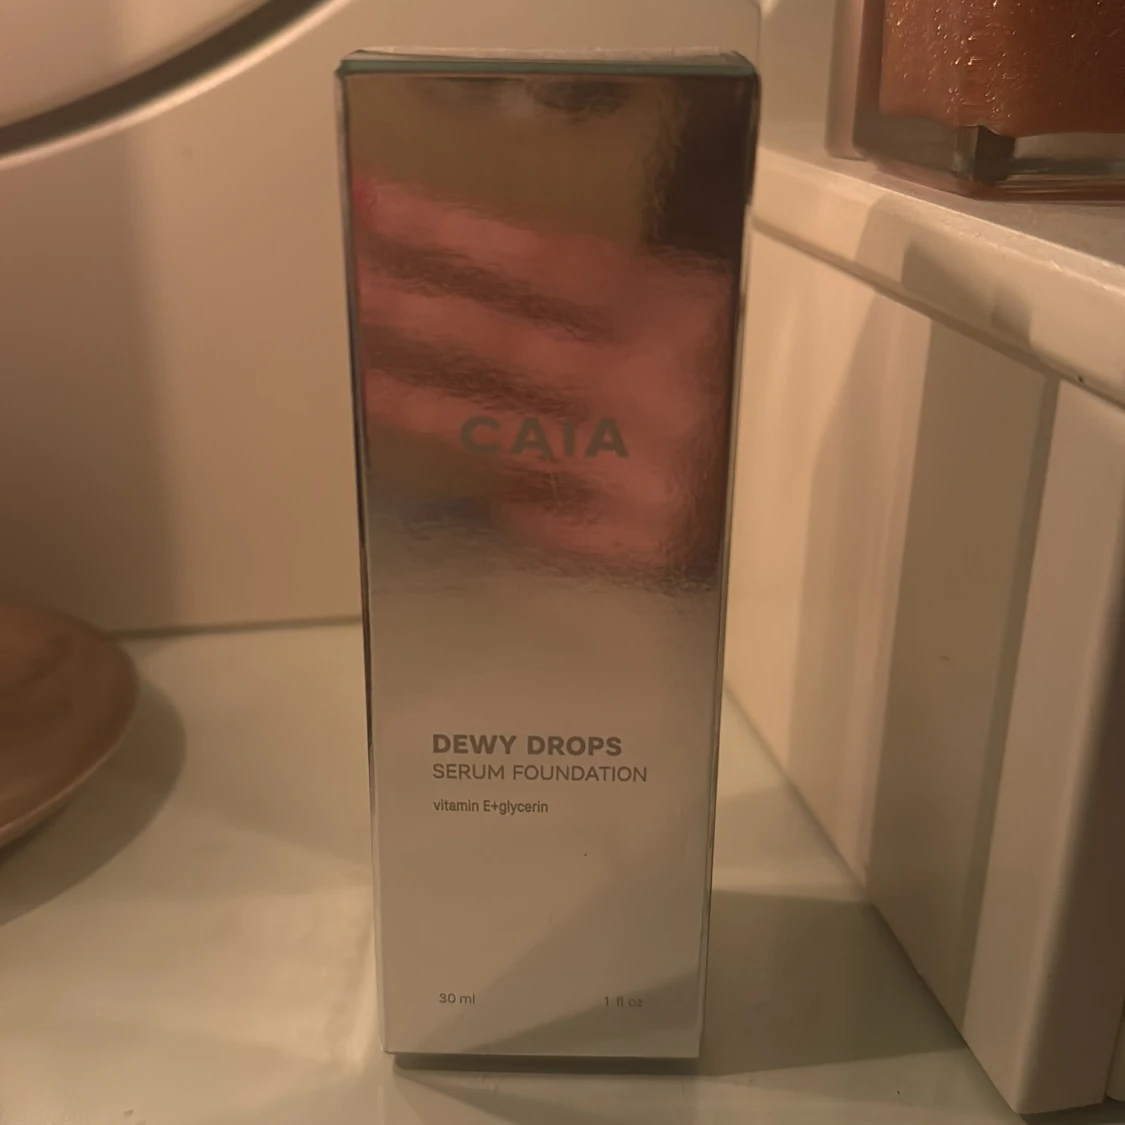 CAIA
DEWY DROPS
SERUM FOUNDATION
vitamin E+glycerin
30 ml 1 fl oz